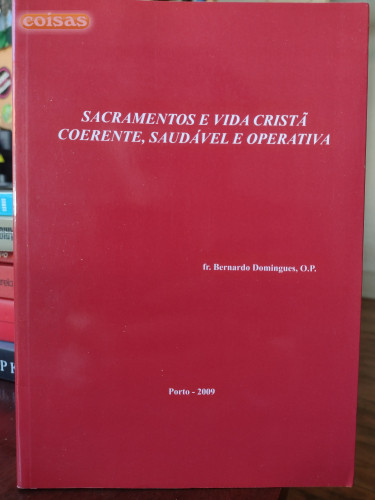 coisas
SACRAMENTOS E VIDA CRISTÃ
COERENTE, SAUDÁVEL E OPERATIVA
fr. Bernardo Domingues, O.P.
Porto - 2009